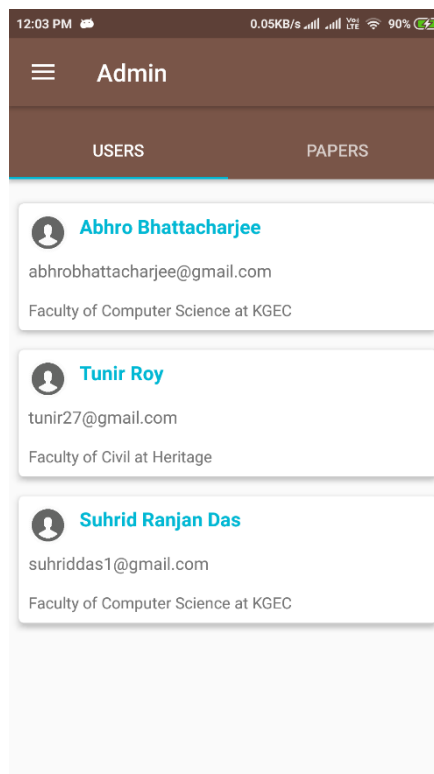 12:03 PM 0.05KB/s VoI LTE 90%
Admin
USERS PAPERS
Abhro Bhattacharjee
abhrobhattacharjee@gmail.com
Faculty of Computer Science at KGEC
Tunir Roy
tunir27@gmail.com
Faculty of Civil at Heritage
Suhrid Ranjan Das
suhriddas1@gmail.com
Faculty of Computer Science at KGEC